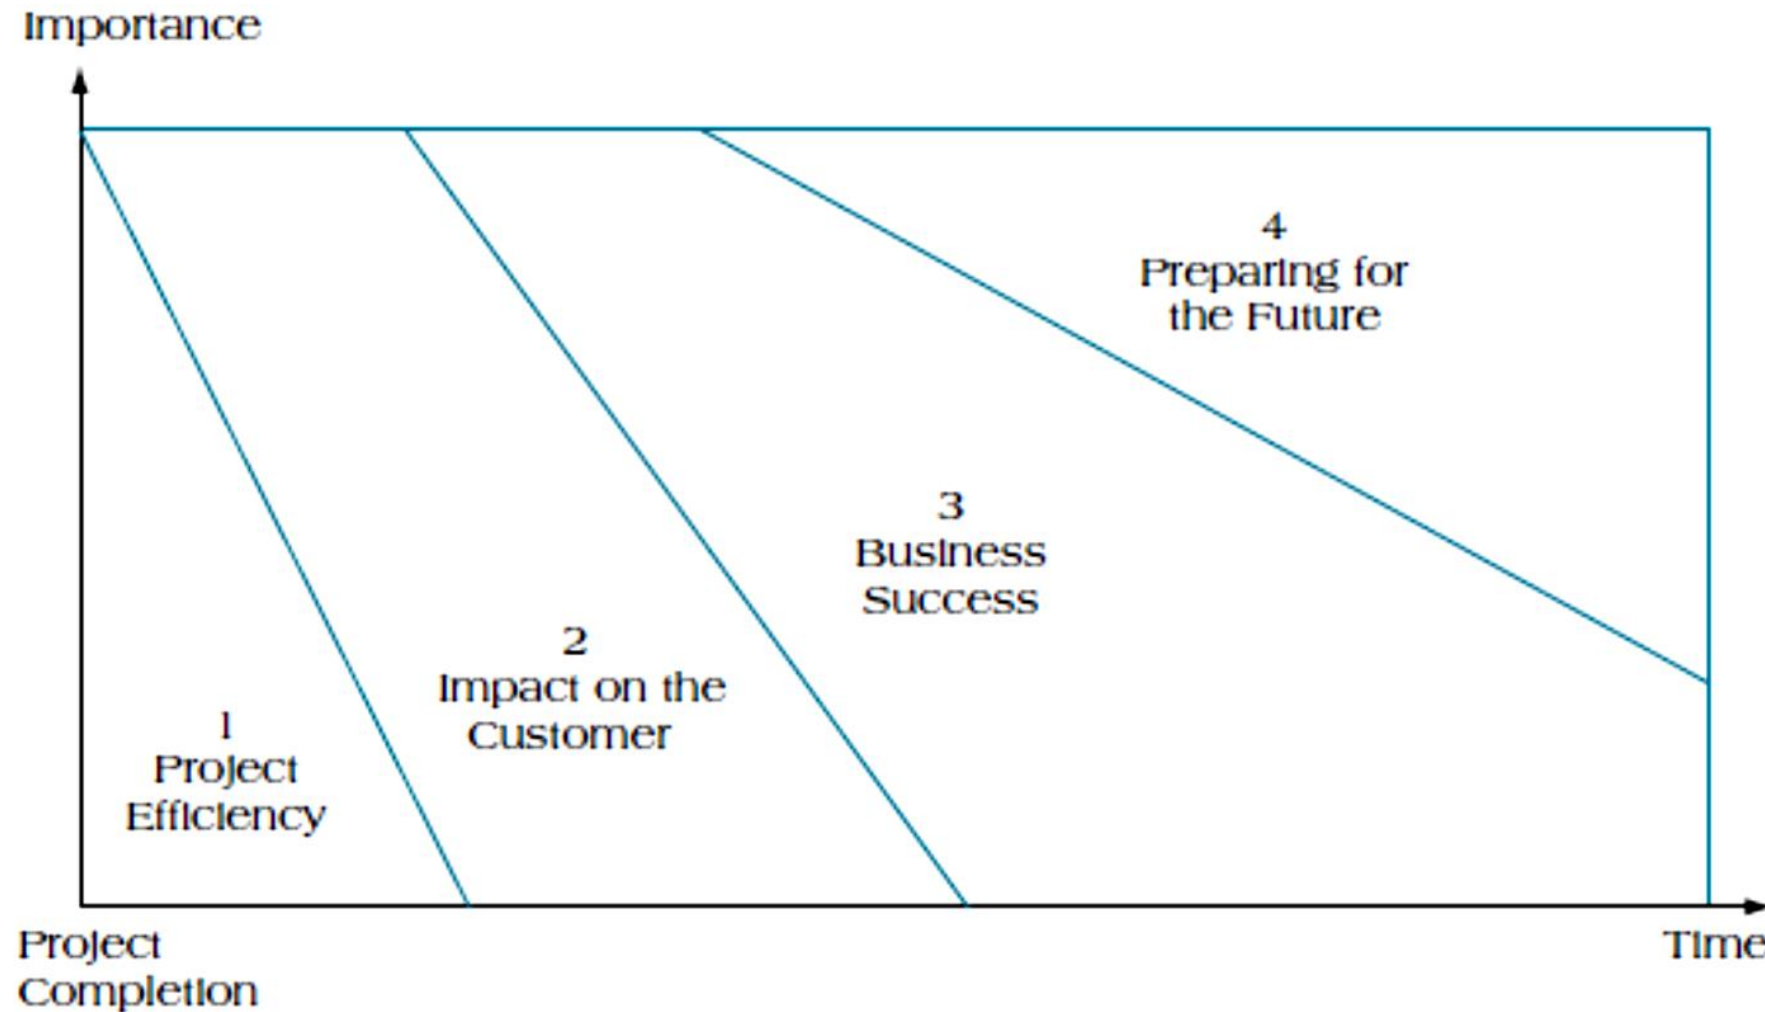 Importance
4
Preparing for
the Future
3
Business
Success
2
Impact on the
Customer
1
Project
Efficiency
Project
Completion
Time